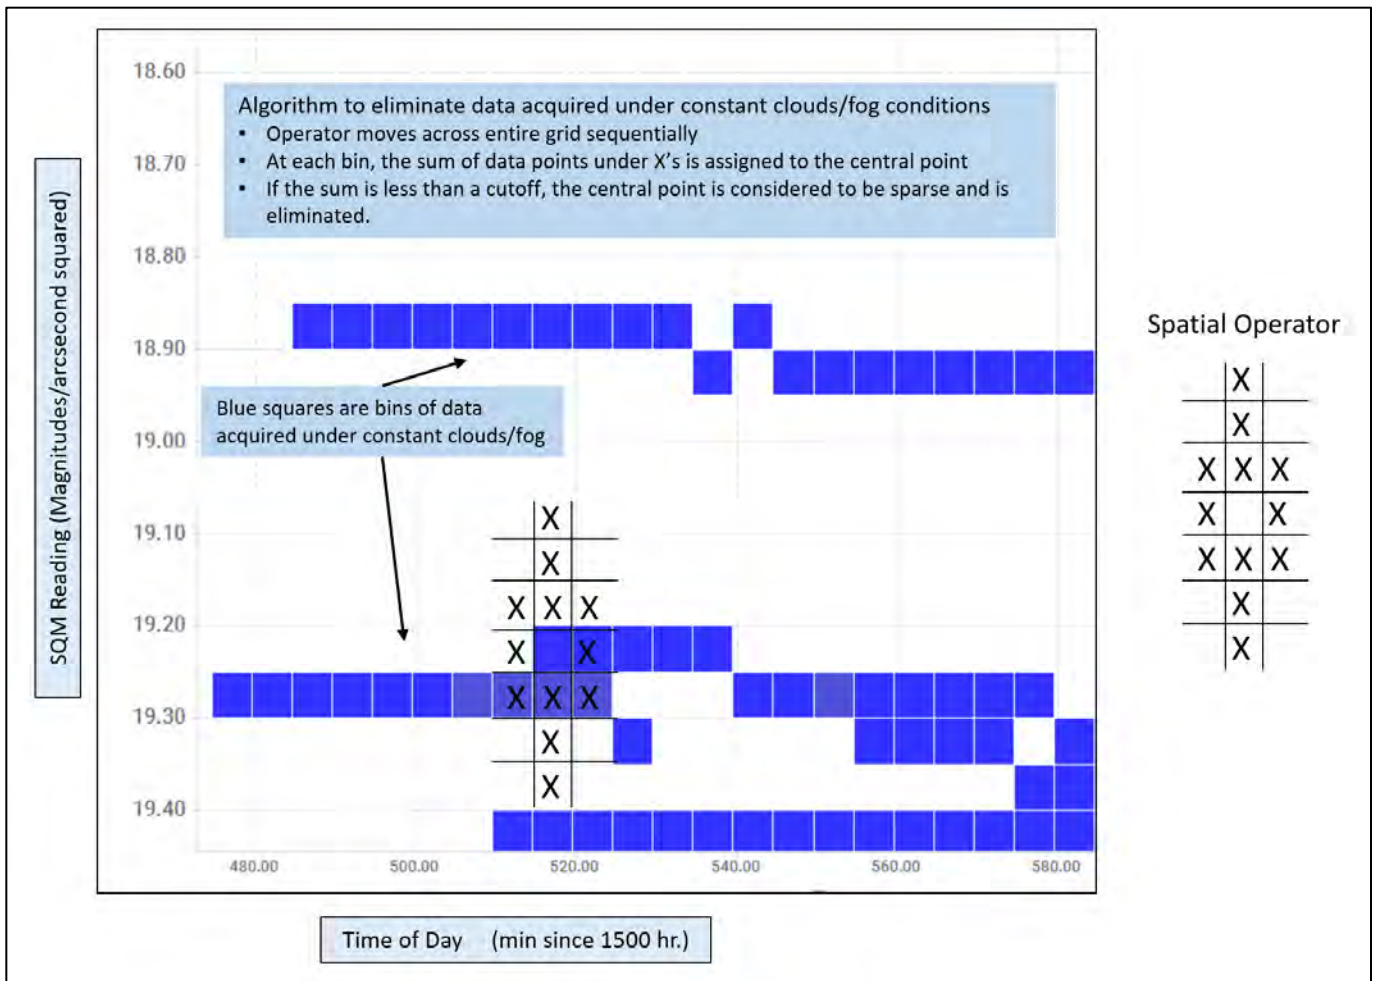 18.60
18.70
18.80
18.90
19.00
19.10
19.20
19.30
19.40
SQM Reading (Magnitudes/arcsecond squared)
Algorithm to eliminate data acquired under constant clouds/fog conditions
• Operator moves across entire grid sequentially
• At each bin, the sum of data points under X's is assigned to the central point
• If the sum is less than a cutoff, the central point is considered to be sparse and is
eliminated.
Blue squares are bins of data
acquired under constant clouds/fog
X
X
X X X
X X
X X X
X
X
480.00 500.00 520.00 540.00 560.00 580.00
Time of Day (min since 1500 hr.)
Spatial Operator
X
X
X X X
X X
X X X
X
X